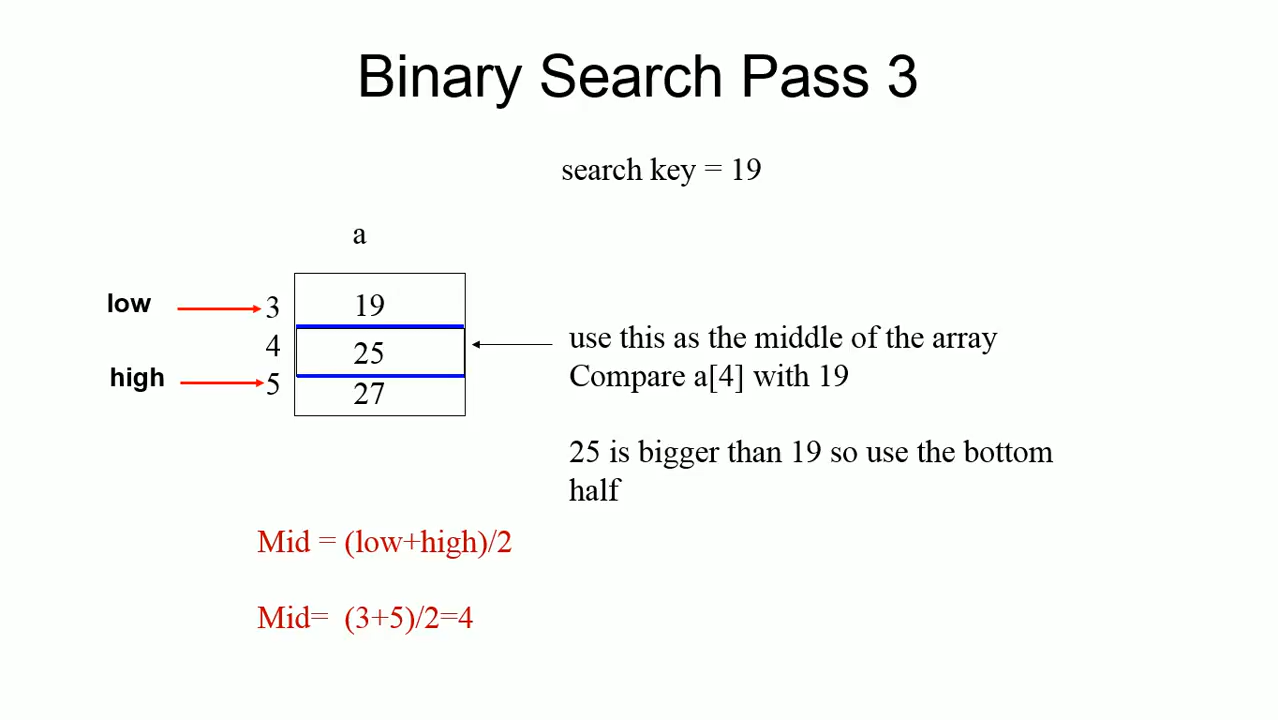 Binary Search Pass 3
search key = 19
a
low 3 19
4 25
high 5 27
use this as the middle of the array
Compare a[4] with 19
25 is bigger than 19 so use the bottom
half
Mid = (low+high)/2
Mid= (3+5)/2=4